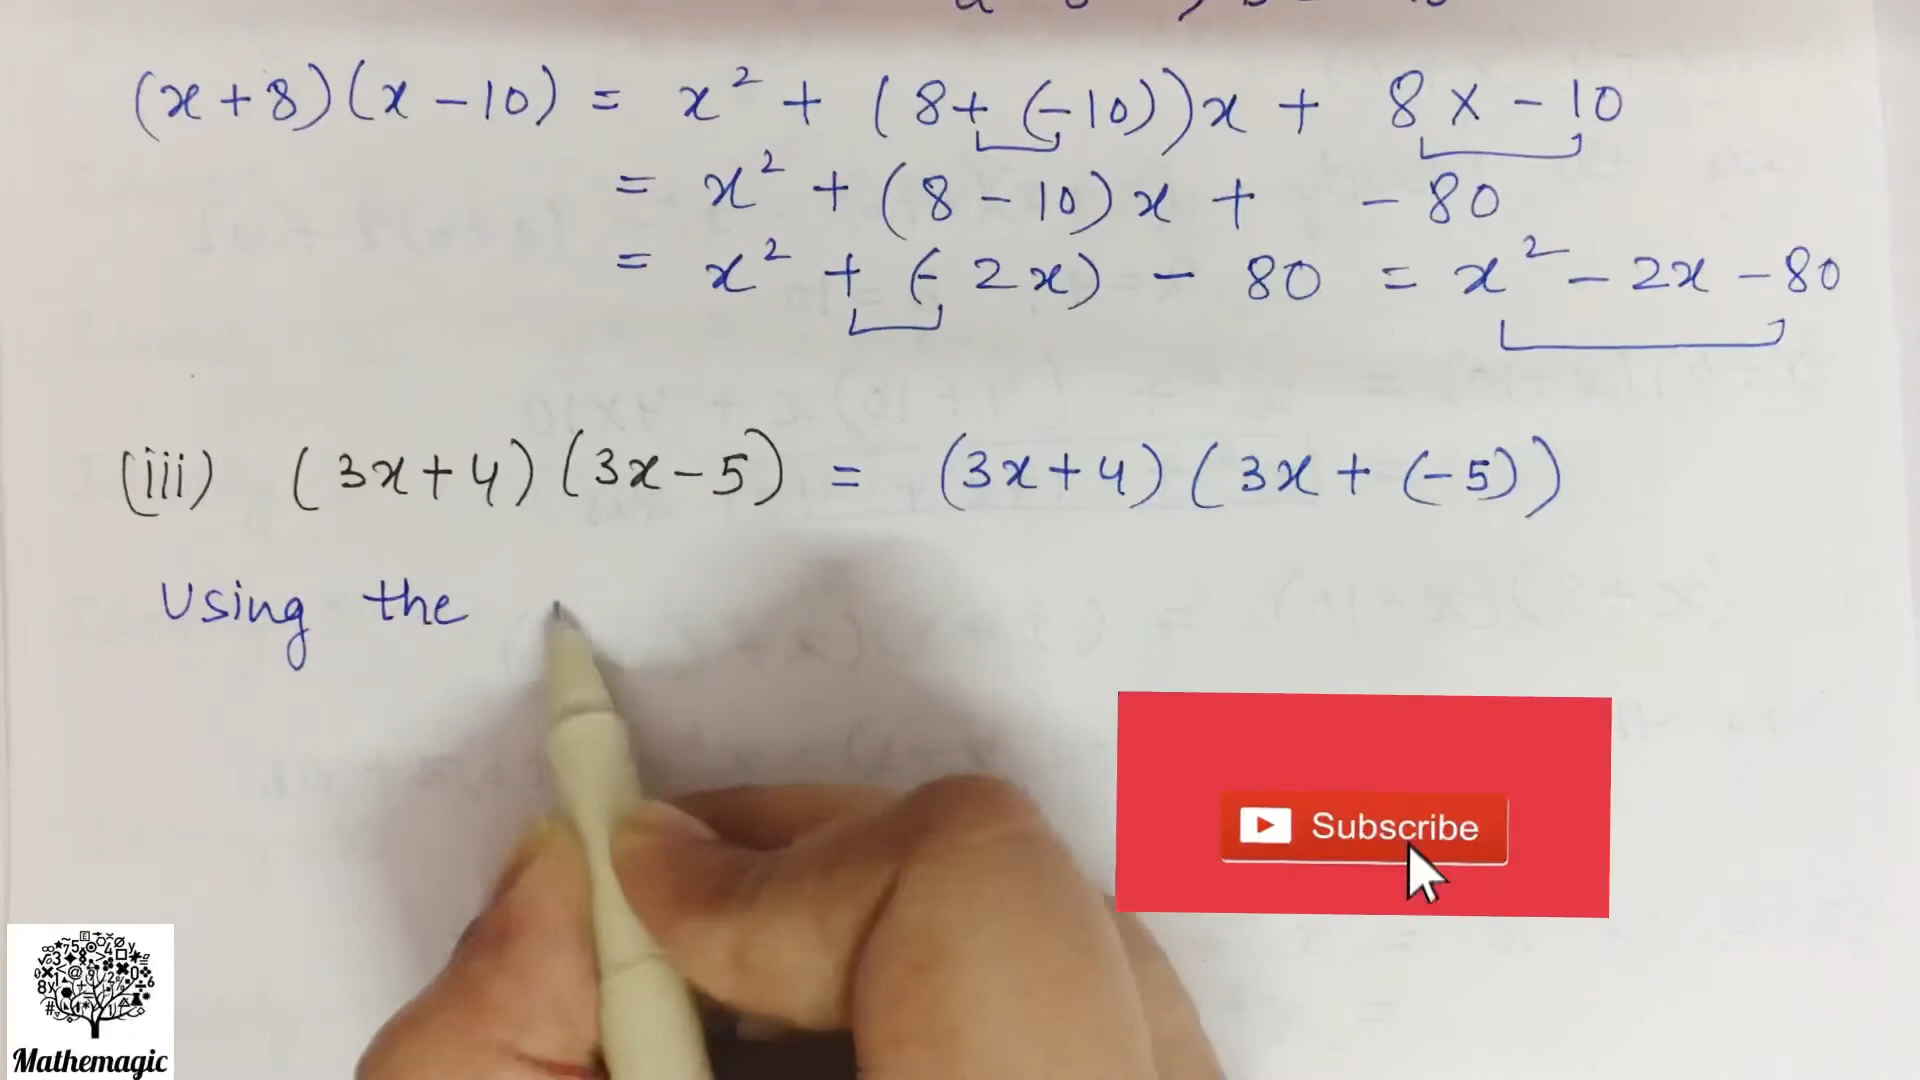 (x+8)(x-10) = x² + (8+(-10))x + 8 X - 10
= x² + (8-10)x + -80
= x² + (-2x) - 80 = x² - 2x - 80
(iii) (3x+4)(3x-5) = (3x+4)(3x+(-5))
Using the
Subscribe
Mathemagic